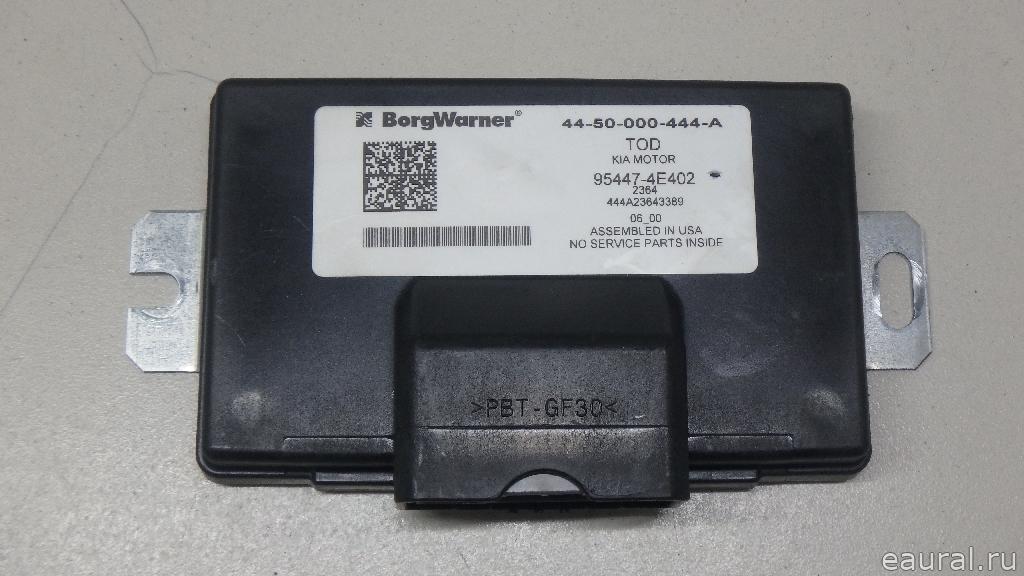 BorgWarner®
44-50-000-444-A
TOD
KIA MOTOR
95447-4E402
2364
444A23643389
06_00
ASSEMBLED IN USA
NO SERVICE PARTS INSIDE
>PBT-GF30<
eaural.ru